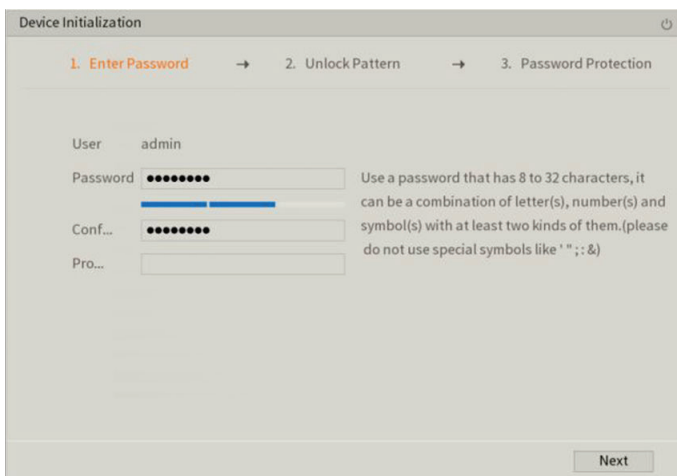 Device Initialization
1. Enter Password → 2. Unlock Pattern → 3. Password Protection
User admin
Password ●●●●●●●● Use a password that has 8 to 32 characters, it
can be a combination of letter(s), number(s) and
Conf... ●●●●●●●● symbol(s) with at least two kinds of them.(please
do not use special symbols like ' " ; : &)
Pro...
Next